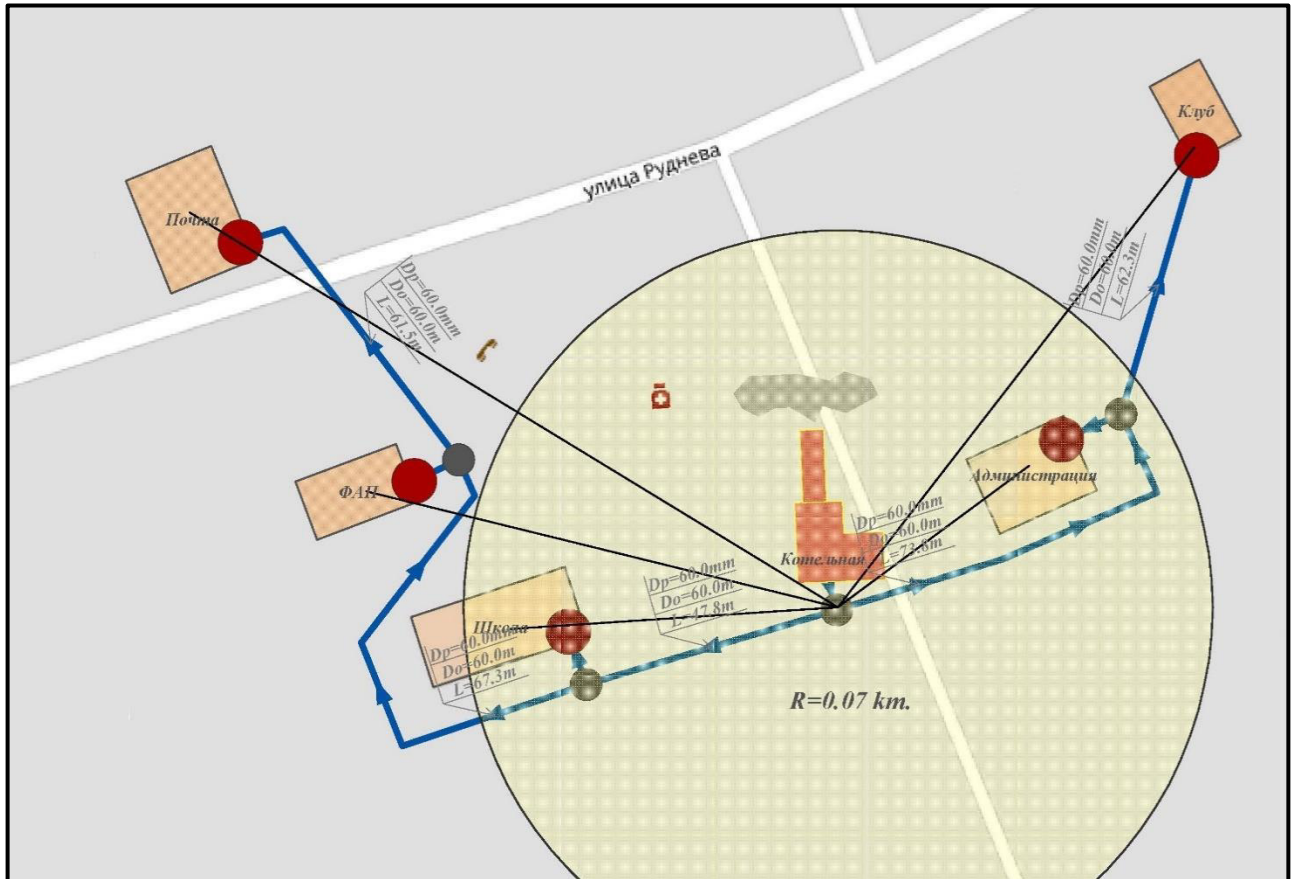 улица Руднева
Клуб
Почта
Dp=60.0mm
Do=60.0m
L=62.3m
Dp=60.0mm
Do=60.0m
L=61.5m
Администрация
ФАП
Dp=60.0mm
Do=60.0m
L=73.8m
Котельная
Dp=60.0mm
Do=60.0m
L=47.8m
Школа
Dp=60.0mm
Do=60.0m
L=67.3m
R=0.07 km.